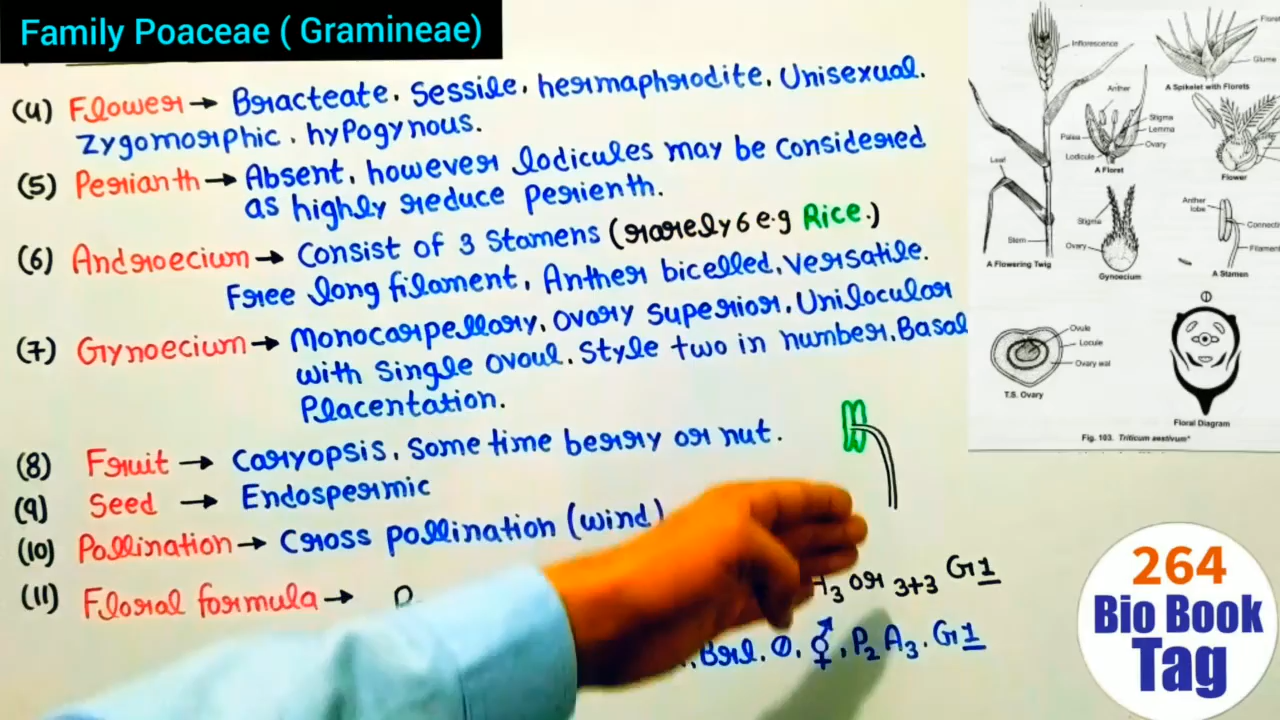 Family Poaceae ( Gramineae)
(4) Flower → Bracteate. Sessile. hermaphrodite. Unisexual.
Zygomorphic. hypogynous.
(5) Perianth → Absent. however lodicules may be considered
as highly reduce perienth.
(6) Androecium → Consist of 3 Stamens (rarely 6 e.g Rice.)
Free long filament. Anther bicelled. versatile.
(7) Gynoecium → Monocarpellary. Ovary superior. Unilocular
with single ovoul. Style two in number. Basal
Placentation.
(8) Fruit → Caryopsis. Some time berry or nut.
(9) Seed → Endospermic
(10) Pollination → Cross pollination (wind)
(11) Floral formula →
3 or 3+3 G1
Brl. ⊕. ⚥. P2 A3. G1
Inflorescence
Glume
A Spikelet with Florets
Anther
Stigma
Lemma
Palea
Ovary
Lodicule
A Floret
Flower
Leaf
Stigma
Ovary
Gynoecium
Stem
A Flowering Twig
Anther
lobe
Filament
A Stamen
Ovule
Locule
Ovary wal
T.S. Ovary
Floral Diagram
Fig. 103. Triticum aestivum*
264
Bio Book
Tag